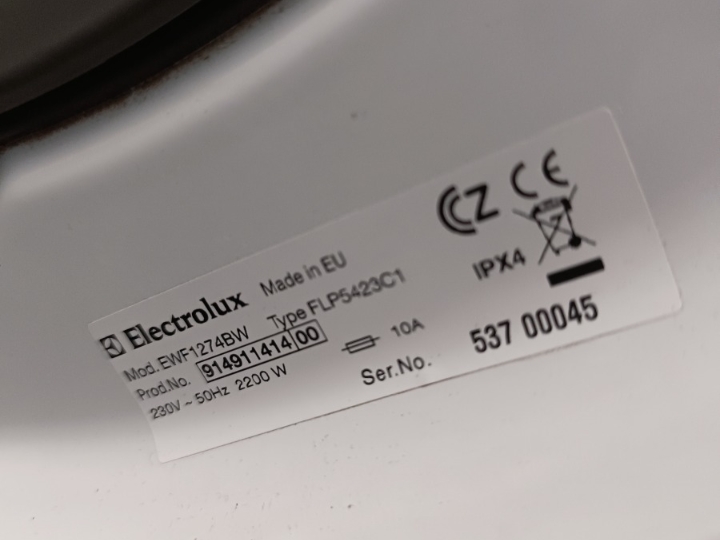 Electrolux Made in EU
Mod. EWF1274BW Type FLP5423C1
Prod.No. 914911414 00
230V ~ 50Hz 2200 W
10A
Ser.No. 537 00045
IPX4
CZ CE